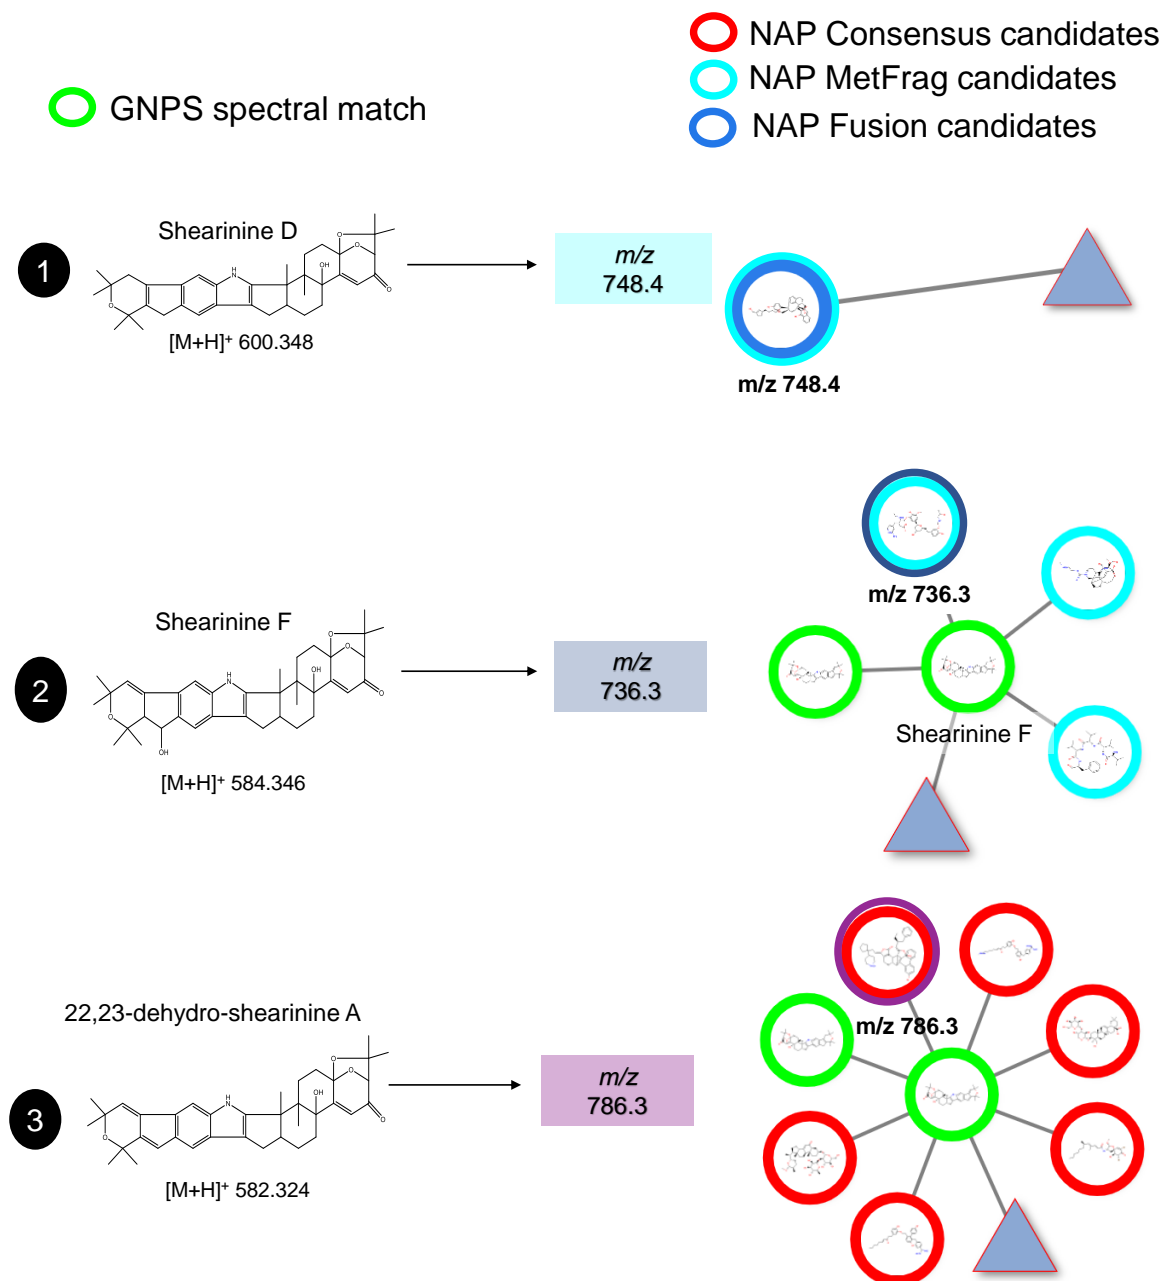 NAP Consensus candidates
NAP MetFrag candidates
GNPS spectral match
NAP Fusion candidates
1
Shearinine D
[M+H]+ 600.348
m/z
748.4
m/z 748.4
2
Shearinine F
[M+H]+ 584.346
m/z
736.3
m/z 736.3
Shearinine F
3
22,23-dehydro-shearinine A
[M+H]+ 582.324
m/z
786.3
m/z 786.3